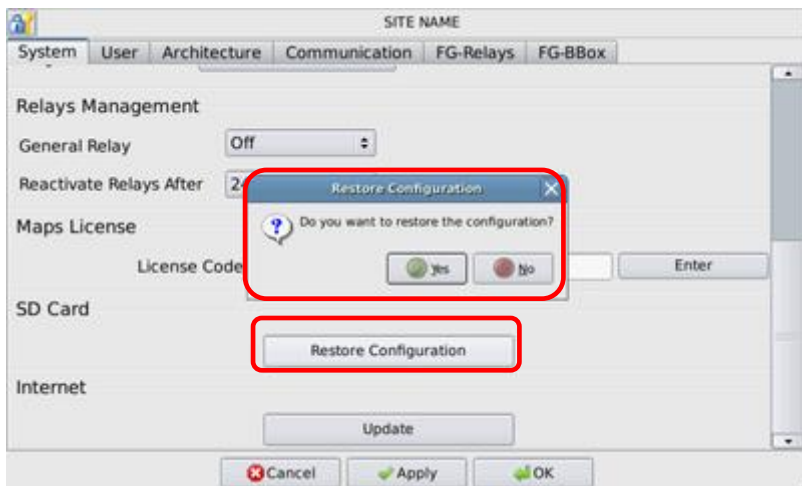 SITE NAME
System User Architecture Communication FG-Relays FG-BBox
Relays Management
General Relay Off
Reactivate Relays After 24
Restore Configuration
Do you want to restore the configuration?
Yes No
Maps License
License Code Enter
SD Card
Restore Configuration
Internet
Update
Cancel Apply OK